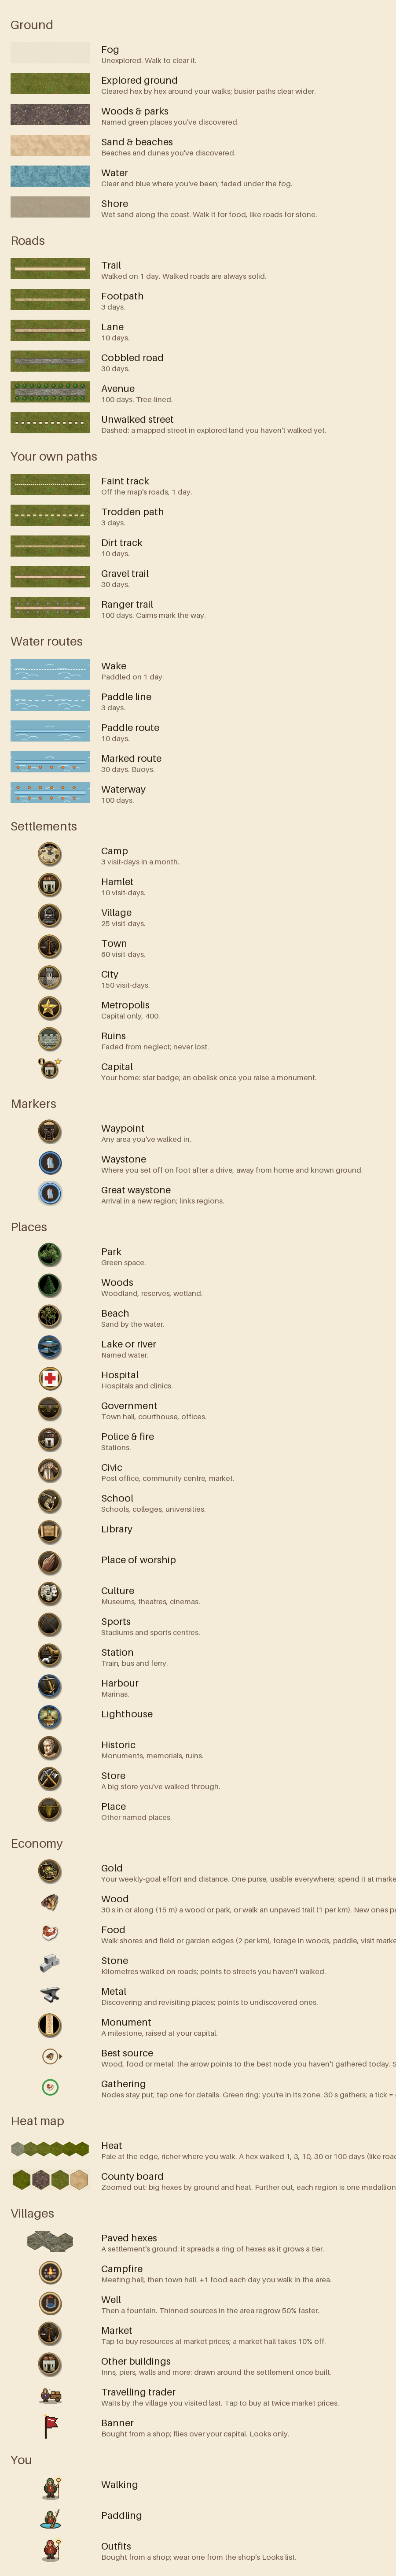 Ground
Fog
Unexplored. Walk to clear it.
Explored ground
Cleared hex by hex around your walks; busier paths clear wider.
Woods & parks
Named green places you've discovered.
Sand & beaches
Beaches and dunes you've discovered.
Water
Clear and blue where you've been; faded under the fog.
Shore
Wet sand along the coast. Walk it for food, like roads for stone.
Roads
Trail
Walked on 1 day. Walked roads are always solid.
Footpath
3 days.
Lane
10 days.
Cobbled road
30 days.
Avenue
100 days. Tree-lined.
Unwalked street
Dashed: a mapped street in explored land you haven't walked yet.
Your own paths
Faint track
Off the map's roads, 1 day.
Trodden path
3 days.
Dirt track
10 days.
Gravel trail
30 days.
Ranger trail
100 days. Cairns mark the way.
Water routes
Wake
Paddled on 1 day.
Paddle line
3 days.
Paddle route
10 days.
Marked route
30 days. Buoys.
Waterway
100 days.
Settlements
Camp
3 visit-days in a month.
Hamlet
10 visit-days.
Village
25 visit-days.
Town
60 visit-days.
City
150 visit-days.
Metropolis
Capital only, 400.
Ruins
Faded from neglect; never lost.
Capital
Your home: star badge; an obelisk once you raise a monument.
Markers
Waypoint
Any area you've walked in.
Waystone
Where you set off on foot after a drive, away from home and known ground.
Great waystone
Arrival in a new region; links regions.
Places
Park
Green space.
Woods
Woodland, reserves, wetland.
Beach
Sand by the water.
Lake or river
Named water.
Hospital
Hospitals and clinics.
Government
Town hall, courthouse, offices.
Police & fire
Stations.
Civic
Post office, community centre, market.
School
Schools, colleges, universities.
Library
Place of worship
Culture
Museums, theatres, cinemas.
Sports
Stadiums and sports centres.
Station
Train, bus and ferry.
Harbour
Marinas.
Lighthouse
Historic
Monuments, memorials, ruins.
Store
A big store you've walked through.
Place
Other named places.
Economy
Gold
Your weekly-goal effort and distance. One purse, usable everywhere; spend it at marke
Wood
30 s in or along (15 m) a wood or park, or walk an unpaved trail (1 per km). New ones pa
Food
Walk shores and field or garden edges (2 per km), forage in woods, paddle, visit marke
Stone
Kilometres walked on roads; points to streets you haven't walked.
Metal
Discovering and revisiting places; points to undiscovered ones.
Monument
A milestone, raised at your capital.
Best source
Wood, food or metal: the arrow points to the best node you haven't gathered today. S
Gathering
Nodes stay put; tap one for details. Green ring: you're in its zone. 30 s gathers; a tick =
Heat map
Heat
Pale at the edge, richer where you walk. A hex walked 1, 3, 10, 30 or 100 days (like road
County board
Zoomed out: big hexes by ground and heat. Further out, each region is one medallion
Villages
Paved hexes
A settlement's ground: it spreads a ring of hexes as it grows a tier.
Campfire
Meeting hall, then town hall. +1 food each day you walk in the area.
Well
Then a fountain. Thinned sources in the area regrow 50% faster.
Market
Tap to buy resources at market prices; a market hall takes 10% off.
Other buildings
Inns, piers, walls and more: drawn around the settlement once built.
Travelling trader
Waits by the village you visited last. Tap to buy at twice market prices.
Banner
Bought from a shop; flies over your capital. Looks only.
You
Walking
Paddling
Outfits
Bought from a shop; wear one from the shop's Looks list.